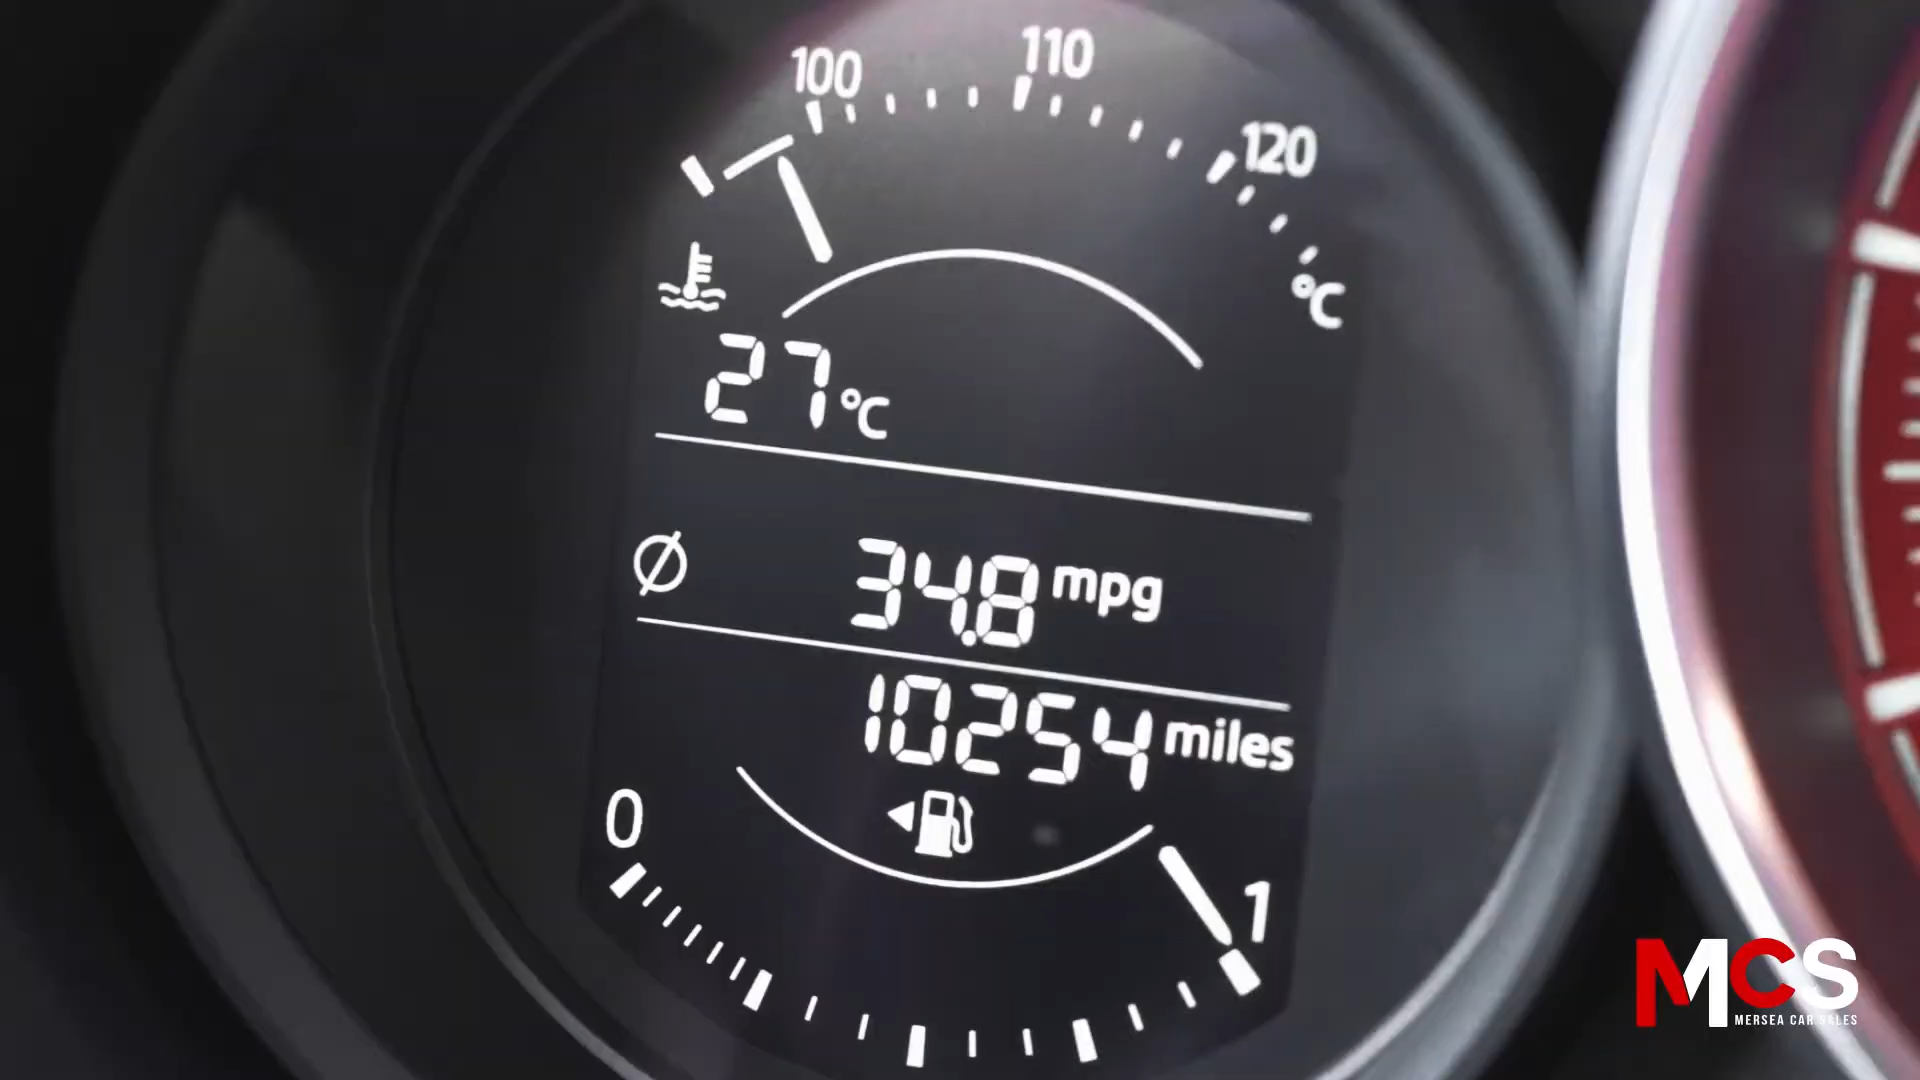 100 110 120
°C
27 °C
Ø 34.8 mpg
10254 miles
0 1
MCS
MERSEA CAR SALES